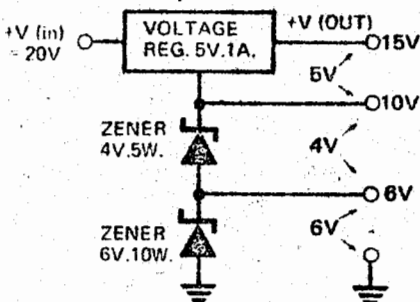 +V (in)
= 20V
VOLTAGE
REG. 5V.1A.
+V (OUT)
15V
5V
10V
ZENER
4V.5W.
4V
6V
ZENER
6V.10W.
6V